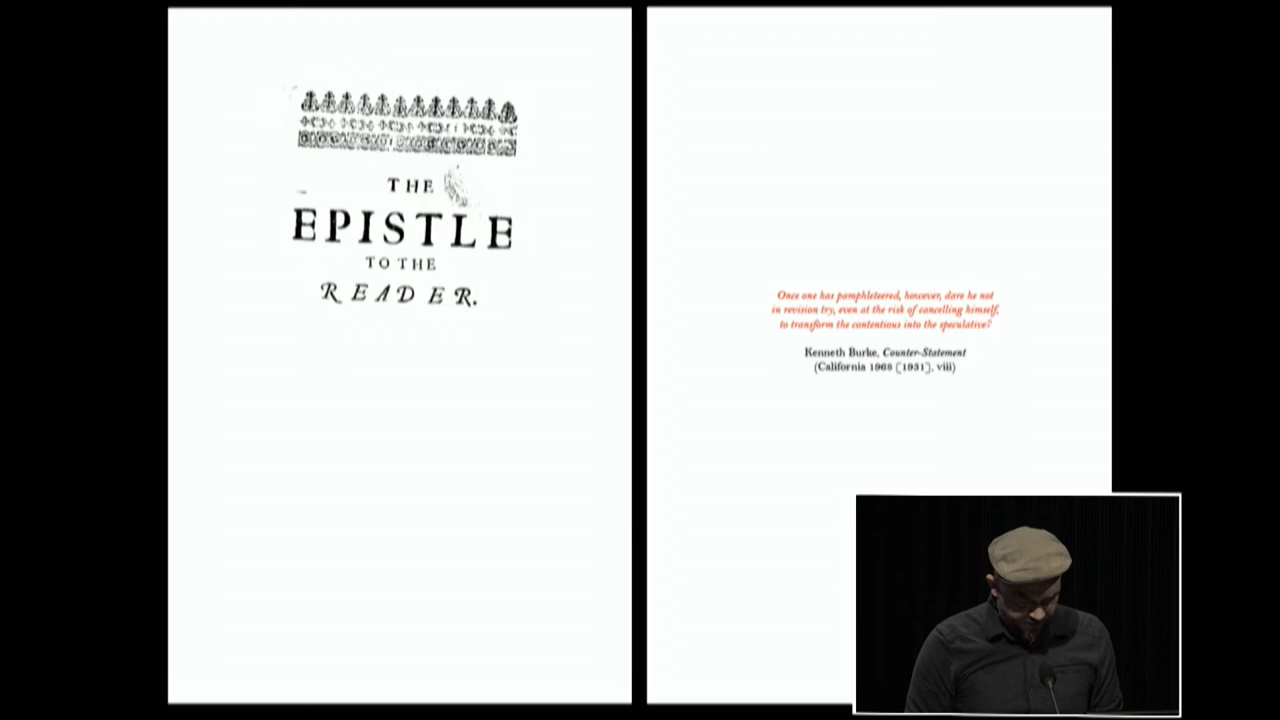 THE
EPISTLE
TO THE
READER.
Once one has pamphleteered, however, dare he not
in revision try, even at the risk of cancelling himself,
to transform the contentious into the speculative?
Kenneth Burke, Counter-Statement
(California 1968 [1931], viii)